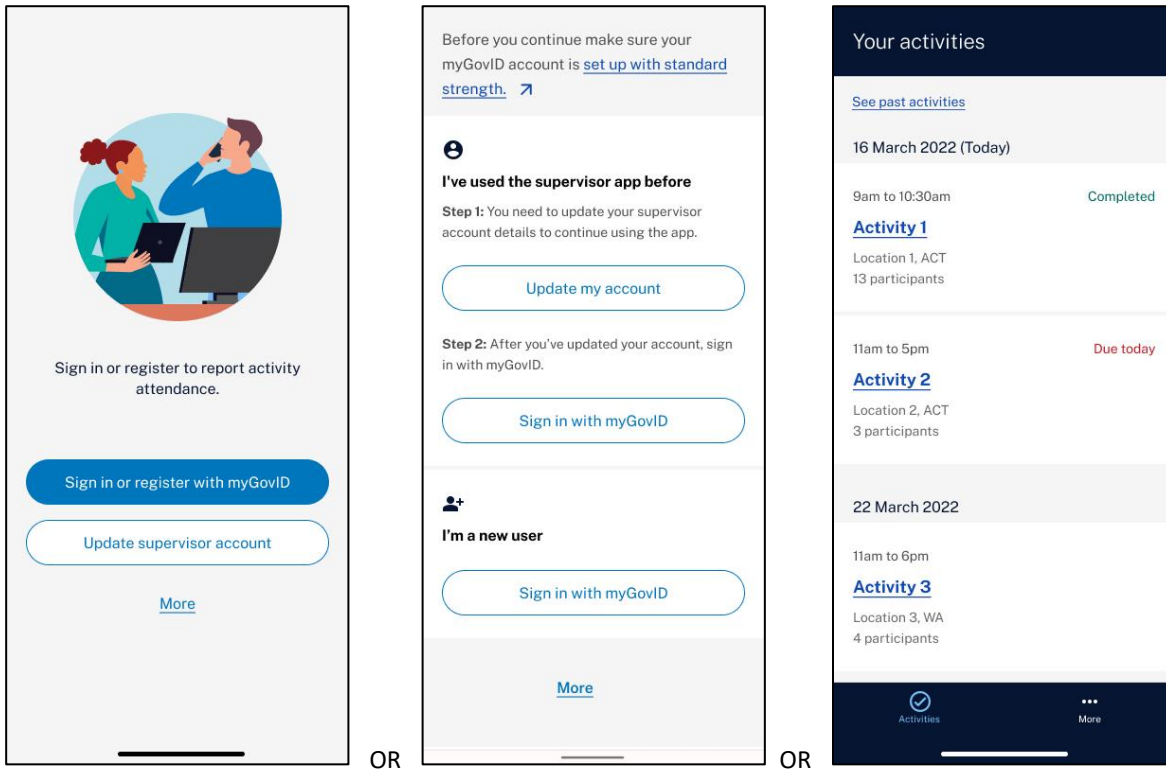 Sign in or register to report activity
attendance.
Sign in or register with myGovID
Update supervisor account
More
OR
Before you continue make sure your
myGovID account is set up with standard
strength.
I've used the supervisor app before
Step 1: You need to update your supervisor
account details to continue using the app.
Update my account
Step 2: After you've updated your account, sign
in with myGovID.
Sign in with myGovID
I'm a new user
Sign in with myGovID
More
OR
Your activities
See past activities
16 March 2022 (Today)
9am to 10:30am Completed
Activity 1
Location 1, ACT
13 participants
11am to 5pm Due today
Activity 2
Location 2, ACT
3 participants
22 March 2022
11am to 6pm
Activity 3
Location 3, WA
4 participants
Activities More